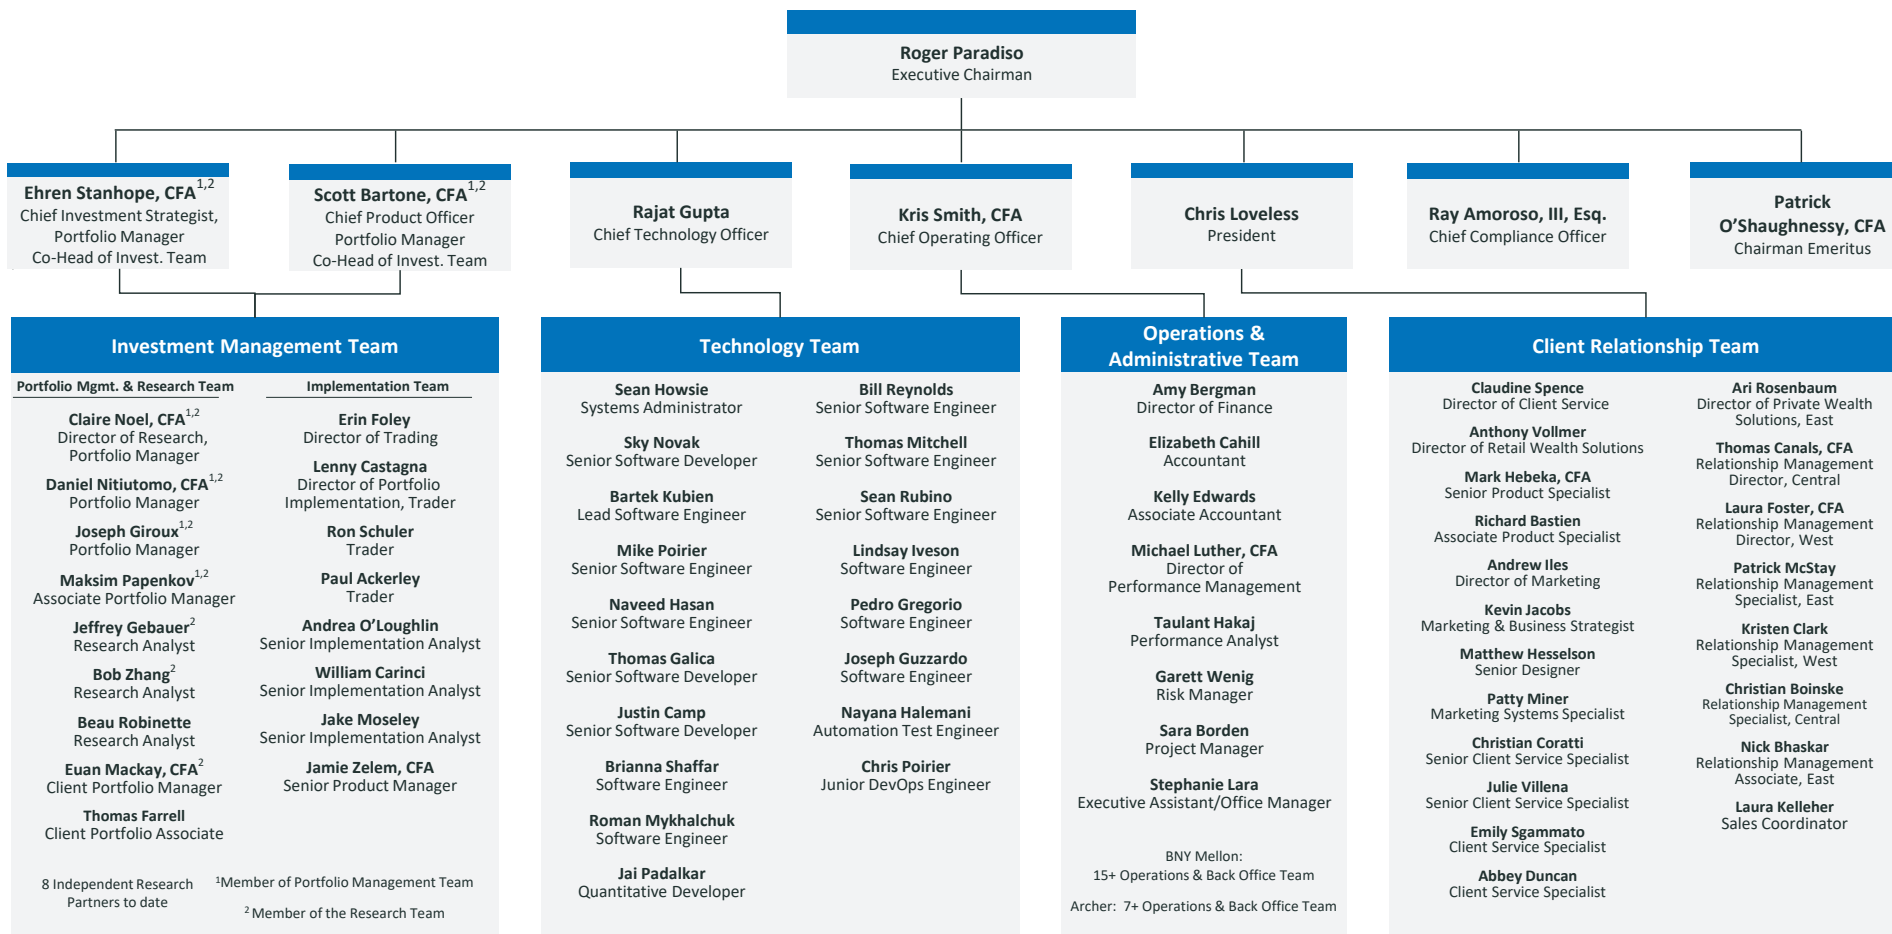 Roger Paradiso
Executive Chairman
Ehren Stanhope, CFA1,2
Chief Investment Strategist,
Portfolio Manager
Co-Head of Invest. Team
Scott Bartone, CFA1,2
Chief Product Officer
Portfolio Manager
Co-Head of Invest. Team
Rajat Gupta
Chief Technology Officer
Kris Smith, CFA
Chief Operating Officer
Chris Loveless
President
Ray Amoroso, III, Esq.
Chief Compliance Officer
Patrick
O’Shaughnessy, CFA
Chairman Emeritus
Investment Management Team
Portfolio Mgmt. & Research Team
Claire Noel, CFA1,2
Director of Research,
Portfolio Manager
Daniel Nitiutomo, CFA1,2
Portfolio Manager
Joseph Giroux1,2
Portfolio Manager
Maksim Papenkov1,2
Associate Portfolio Manager
Jeffrey Gebauer2
Research Analyst
Bob Zhang2
Research Analyst
Beau Robinette
Research Analyst
Euan Mackay, CFA2
Client Portfolio Manager
Thomas Farrell
Client Portfolio Associate
8 Independent Research
Partners to date
Implementation Team
Erin Foley
Director of Trading
Lenny Castagna
Director of Portfolio
Implementation, Trader
Ron Schuler
Trader
Paul Ackerley
Trader
Andrea O’Loughlin
Senior Implementation Analyst
William Carinci
Senior Implementation Analyst
Jake Moseley
Senior Implementation Analyst
Jamie Zelem, CFA
Senior Product Manager
1Member of Portfolio Management Team
2 Member of the Research Team
Technology Team
Sean Howsie
Systems Administrator
Sky Novak
Senior Software Developer
Bartek Kubien
Lead Software Engineer
Mike Poirier
Senior Software Engineer
Naveed Hasan
Senior Software Engineer
Thomas Galica
Senior Software Developer
Justin Camp
Senior Software Developer
Brianna Shaffar
Software Engineer
Roman Mykhalchuk
Software Engineer
Jai Padalkar
Quantitative Developer
Bill Reynolds
Senior Software Engineer
Thomas Mitchell
Senior Software Engineer
Sean Rubino
Senior Software Engineer
Lindsay Iveson
Software Engineer
Pedro Gregorio
Software Engineer
Joseph Guzzardo
Software Engineer
Nayana Halemani
Automation Test Engineer
Chris Poirier
Junior DevOps Engineer
Operations &
Administrative Team
Amy Bergman
Director of Finance
Elizabeth Cahill
Accountant
Kelly Edwards
Associate Accountant
Michael Luther, CFA
Director of
Performance Management
Taulant Hakaj
Performance Analyst
Garett Wenig
Risk Manager
Sara Borden
Project Manager
Stephanie Lara
Executive Assistant/Office Manager
BNY Mellon:
15+ Operations & Back Office Team
Archer: 7+ Operations & Back Office Team
Client Relationship Team
Claudine Spence
Director of Client Service
Anthony Vollmer
Director of Retail Wealth Solutions
Mark Hebeka, CFA
Senior Product Specialist
Richard Bastien
Associate Product Specialist
Andrew Iles
Director of Marketing
Kevin Jacobs
Marketing & Business Strategist
Matthew Hesselson
Senior Designer
Patty Miner
Marketing Systems Specialist
Christian Coratti
Senior Client Service Specialist
Julie Villena
Senior Client Service Specialist
Emily Sgammato
Client Service Specialist
Abbey Duncan
Client Service Specialist
Ari Rosenbaum
Director of Private Wealth
Solutions, East
Thomas Canals, CFA
Relationship Management
Director, Central
Laura Foster, CFA
Relationship Management
Director, West
Patrick McStay
Relationship Management
Specialist, East
Kristen Clark
Relationship Management
Specialist, West
Christian Boinske
Relationship Management
Specialist, Central
Nick Bhaskar
Relationship Management
Associate, East
Laura Kelleher
Sales Coordinator